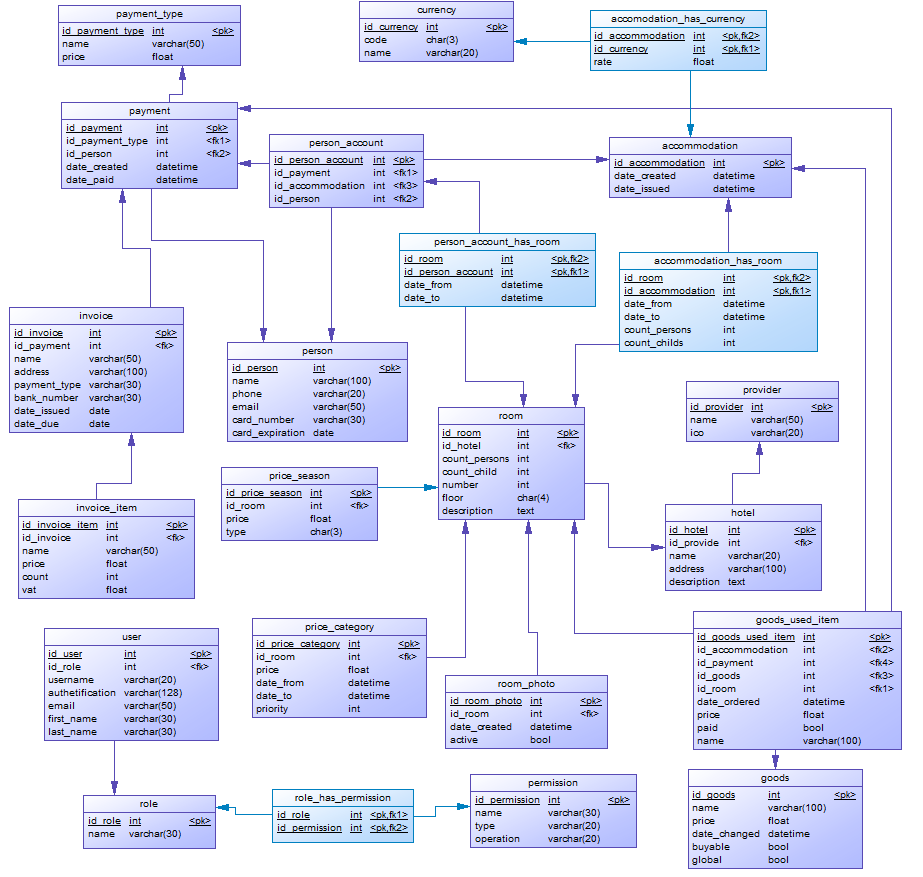 payment_type
id_payment_type int <pk>
name varchar(50)
price float
currency
id_currency int <pk>
code char(3)
name varchar(20)
accomodation_has_currency
id_accommodation int <pk,fk2>
id_currency int <pk,fk1>
rate float
payment
id_payment int <pk>
id_payment_type int <fk1>
id_person int <fk2>
date_created datetime
date_paid datetime
person_account
id_person_account int <pk>
id_payment int <fk1>
id_accommodation int <fk3>
id_person int <fk2>
accommodation
id_accommodation int <pk>
date_created datetime
date_issued datetime
person_account_has_room
id_room int <pk,fk2>
id_person_account int <pk,fk1>
date_from datetime
date_to datetime
accommodation_has_room
id_room int <pk,fk2>
id_accommodation int <pk,fk1>
date_from datetime
date_to datetime
count_persons int
count_childs int
invoice
id_invoice int <pk>
id_payment int <fk>
name varchar(50)
address varchar(100)
payment_type varchar(30)
bank_number varchar(30)
date_issued date
date_due date
person
id_person int <pk>
name varchar(100)
phone varchar(20)
email varchar(50)
card_number varchar(30)
card_expiration date
provider
id_provider int <pk>
name varchar(50)
ico varchar(20)
room
id_room int <pk>
id_hotel int <fk>
count_persons int
count_child int
number int
floor char(4)
description text
price_season
id_price_season int <pk>
id_room int <fk>
price float
type char(3)
invoice_item
id_invoice_item int <pk>
id_invoice int <fk>
name varchar(50)
price float
count int
vat float
hotel
id_hotel int <pk>
id_provide int <fk>
name varchar(20)
address varchar(100)
description text
user
id_user int <pk>
id_role int <fk>
username varchar(20)
authetification varchar(128)
email varchar(50)
first_name varchar(30)
last_name varchar(30)
price_category
id_price_category int <pk>
id_room int <fk>
price float
date_from datetime
date_to datetime
priority int
room_photo
id_room_photo int <pk>
id_room int <fk>
date_created datetime
active bool
goods_used_item
id_goods_used_item int <pk>
id_accommodation int <fk2>
id_payment int <fk4>
id_goods int <fk3>
id_room int <fk1>
date_ordered datetime
price float
paid bool
name varchar(100)
role
id_role int <pk>
name varchar(30)
role_has_permission
id_role int <pk,fk1>
id_permission int <pk,fk2>
permission
id_permission int <pk>
name varchar(30)
type varchar(20)
operation varchar(20)
goods
id_goods int <pk>
name varchar(100)
price float
date_changed datetime
buyable bool
global bool